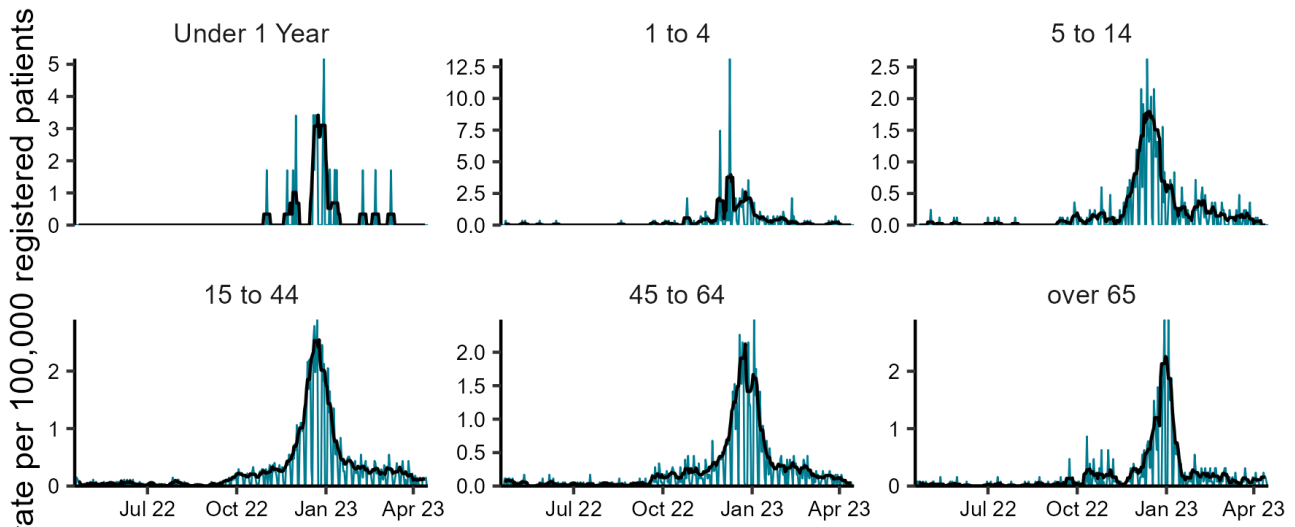 ate per 100,000 registered patients
Under 1 Year
1 to 4
5 to 14
5
4
3
2
1
0
12.5
10.0
7.5
5.0
2.5
0.0
2.5
2.0
1.5
1.0
0.5
0.0
15 to 44
45 to 64
over 65
2
1
0
2.0
1.5
1.0
0.5
0.0
2
1
0
Jul 22 Oct 22 Jan 23 Apr 23
Jul 22 Oct 22 Jan 23 Apr 23
Jul 22 Oct 22 Jan 23 Apr 23